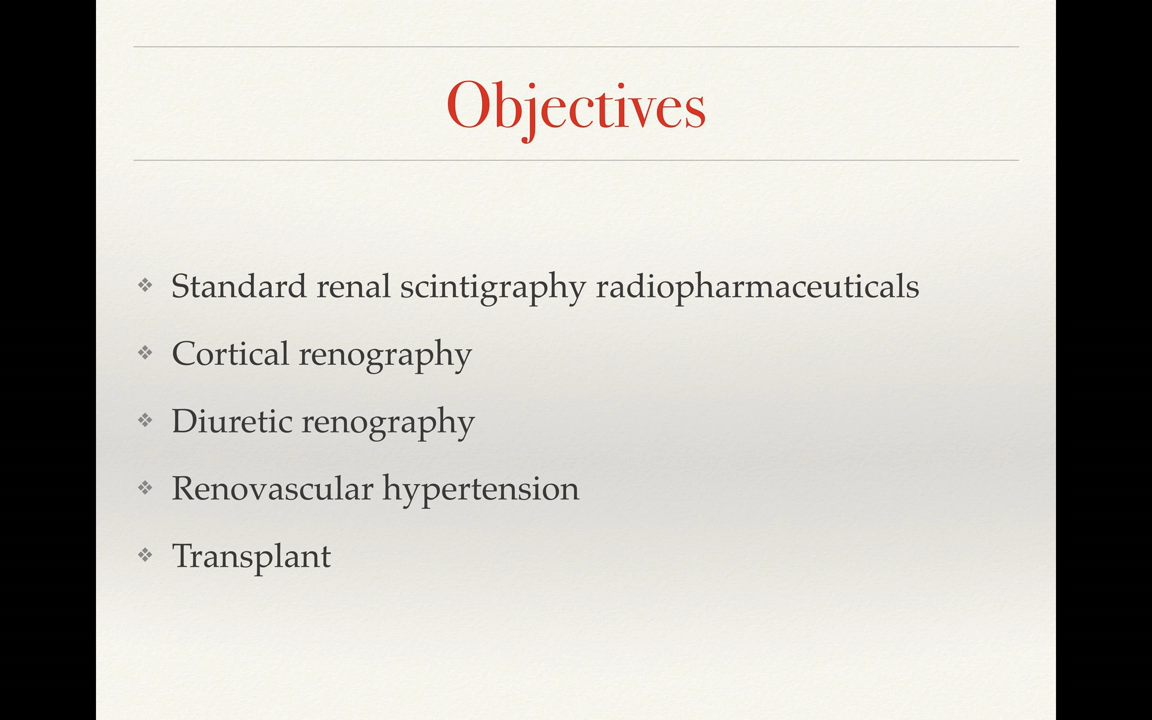 Objectives
Standard renal scintigraphy radiopharmaceuticals
Cortical renography
Diuretic renography
Renovascular hypertension
Transplant